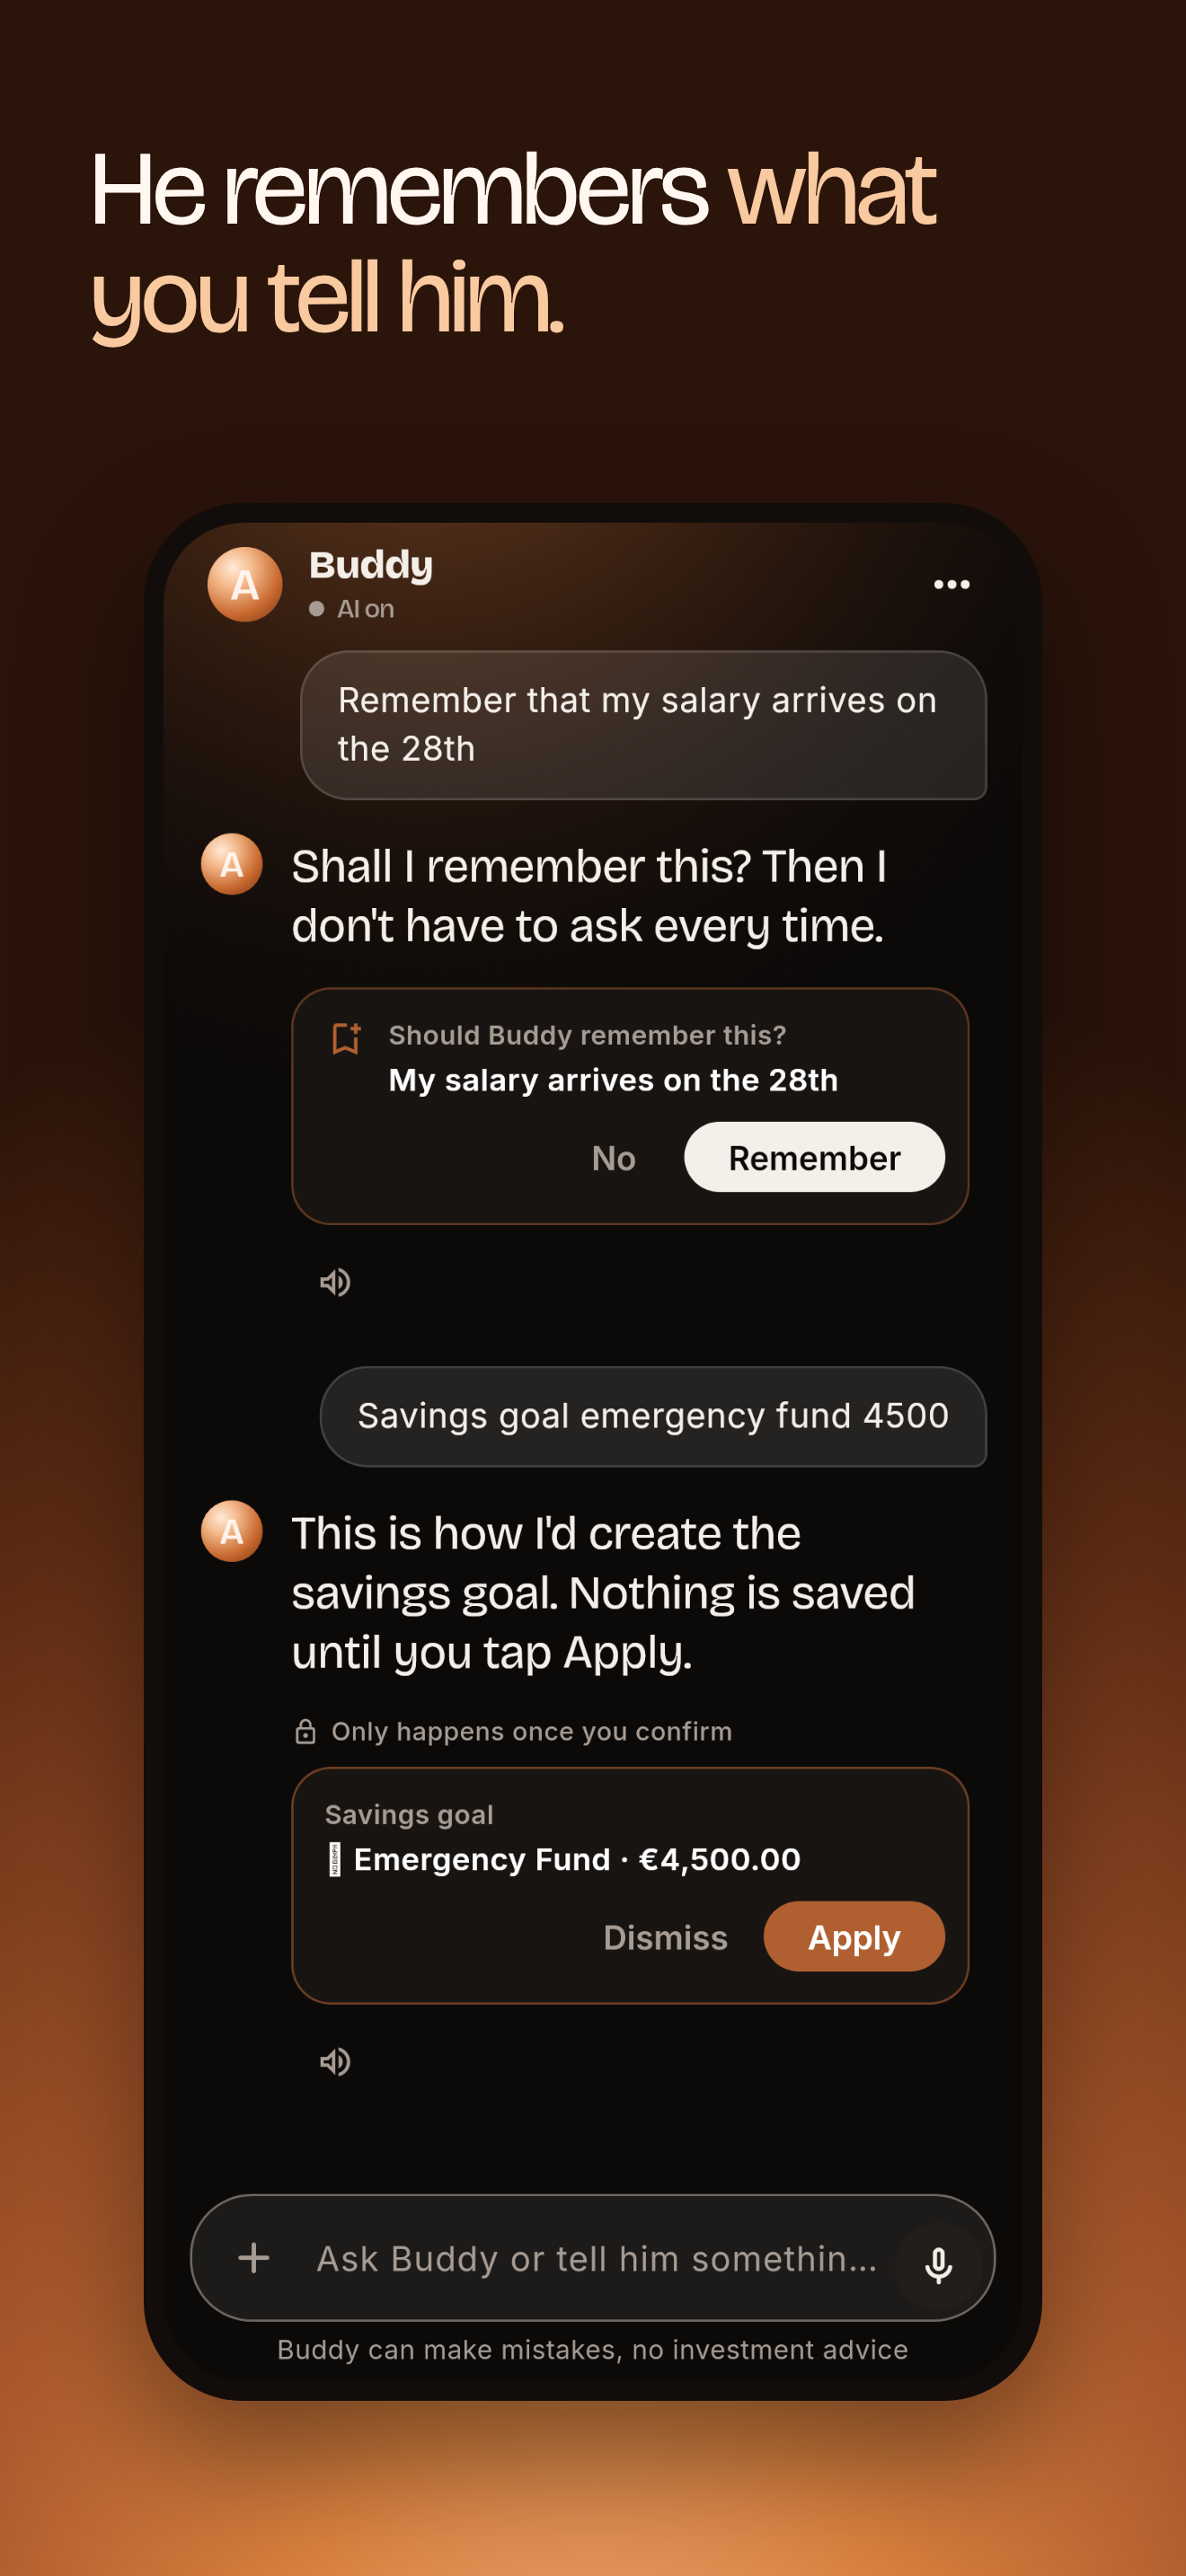 He remembers what
you tell him.
A
Buddy
AI on
Remember that my salary arrives on
the 28th
A
Shall I remember this? Then I
don't have to ask every time.
Should Buddy remember this?
My salary arrives on the 28th
No
Remember
Savings goal emergency fund 4500
A
This is how I'd create the
savings goal. Nothing is saved
until you tap Apply.
Only happens once you confirm
Savings goal
Emergency Fund · €4,500.00
Dismiss
Apply
Ask Buddy or tell him somethin...
Buddy can make mistakes, no investment advice